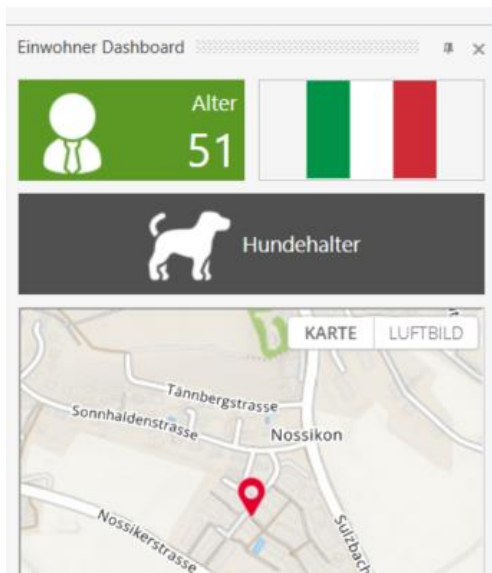 Einwohner Dashboard
Alter
51
Hundehalter
KARTE
LUFTBILD
Tännbergstrasse
Sonnhaldenstrasse
Nossikon
Nossikerstrasse
Sulzbach